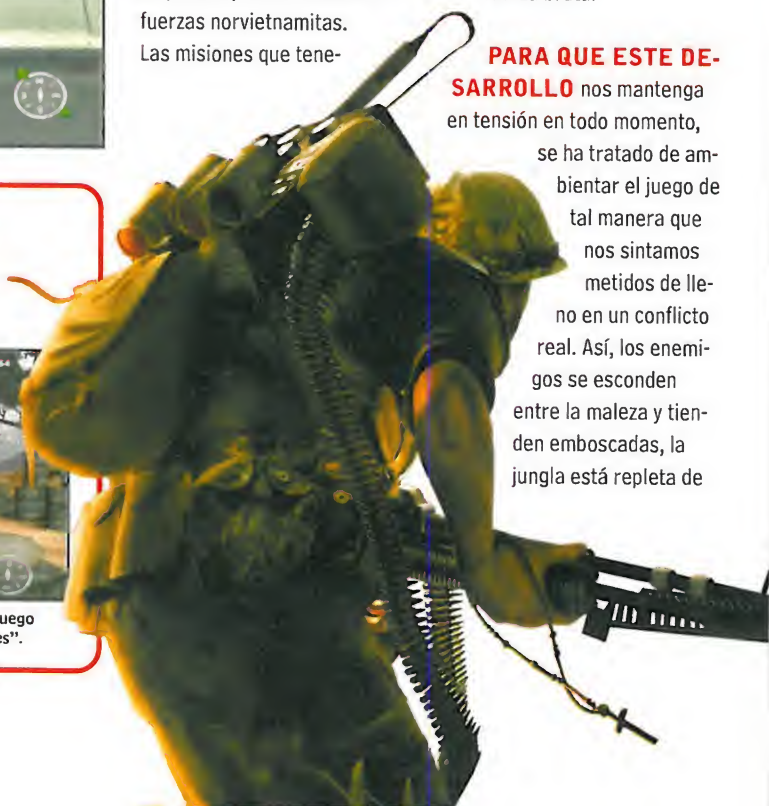 fuerzas norvietnamitas.
Las misiones que tene-
uego
es”.
PARA QUE ESTE DE-
SARROLLO nos mantenga
en tensión en todo momento,
se ha tratado de am-
bientar el juego de
tal manera que
nos sintamos
metidos de lle-
no en un conflicto
real. Así, los enemi-
gos se esconden
entre la maleza y tien-
den emboscadas, la
jungla está repleta de